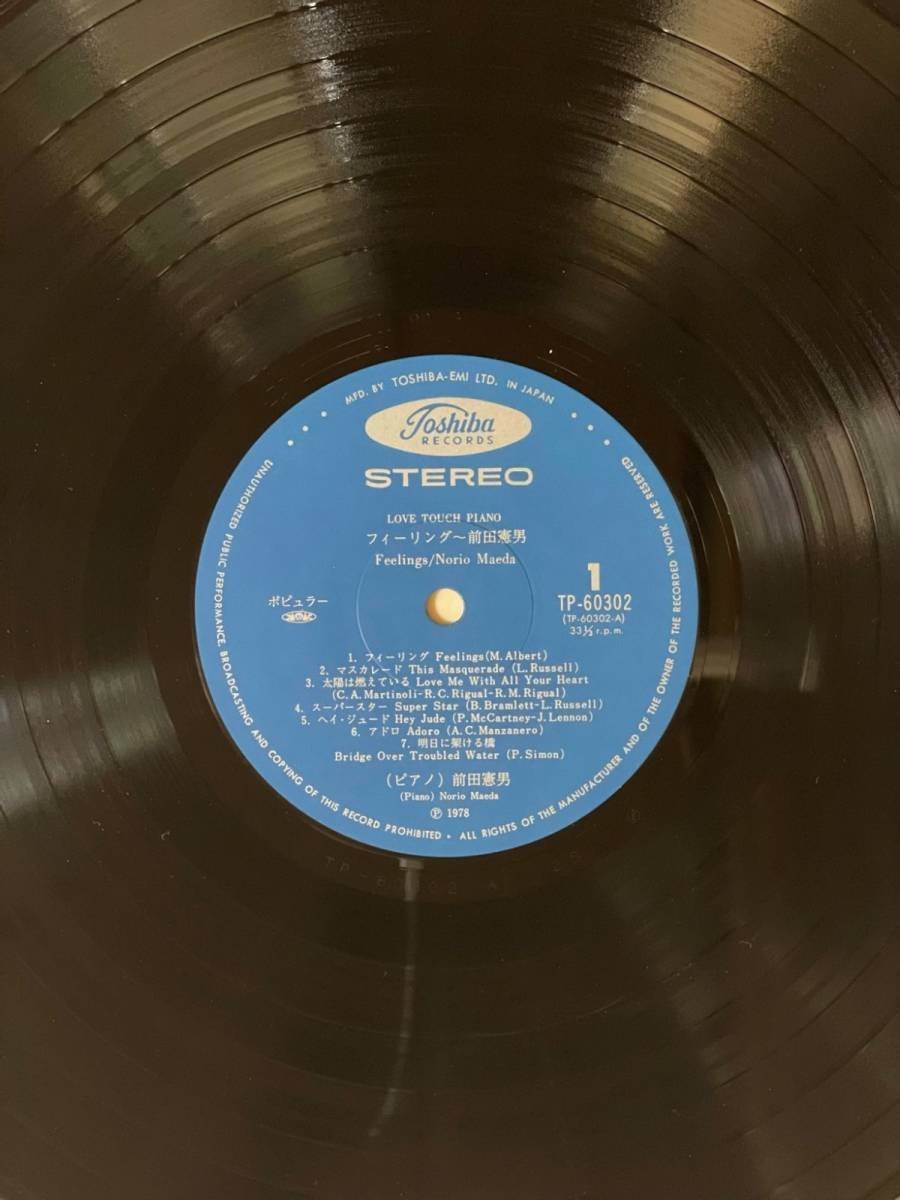 MFD. BY TOSHIBA-EMI LTD. IN JAPAN
Toshiba
RECORDS
STEREO
LOVE TOUCH PIANO
フィーリング〜前田憲男
Feelings/Norio Maeda
ポピュラー
1
TP-60302
(TP-60302-A)
33⅓ r.p.m.
1. フィーリング Feelings (M. Albert)
2. マスカレード This Masquerade (L. Russell)
3. 太陽は燃えている Love Me With All Your Heart
(C. A. Martinoli-R. C. Rigual-R. M. Rigual)
4. スーパースター Super Star (B. Bramlett-L. Russell)
5. ヘイ・ジュード Hey Jude (P. McCartney-J. Lennon)
6. アドロ Adoro (A. C. Manzanero)
7. 明日に架ける橋
Bridge Over Troubled Water (P. Simon)
(ピアノ) 前田憲男
(Piano) Norio Maeda
Ⓟ 1978
UNAUTHORIZED PUBLIC PERFORMANCE, BROADCASTING AND COPYING OF THIS RECORD PROHIBITED • ALL RIGHTS OF THE MANUFACTURER AND OF THE OWNER OF THE RECORDED WORK ARE RESERVED